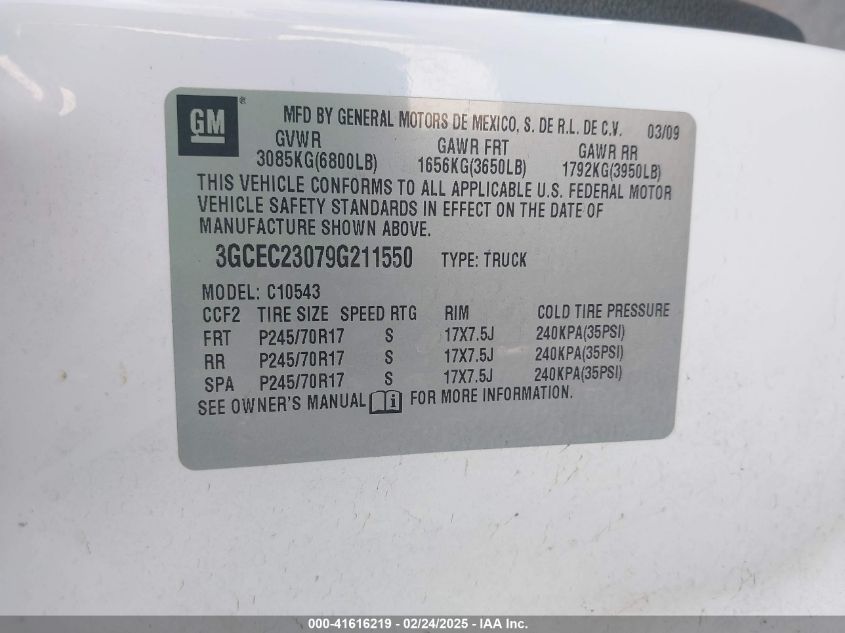 GM®
MFD BY GENERAL MOTORS DE MEXICO, S. DE R.L. DE C.V. 03/09
GVWR GAWR FRT GAWR RR
3085KG(6800LB) 1656KG(3650LB) 1792KG(3950LB)
THIS VEHICLE CONFORMS TO ALL APPLICABLE U.S. FEDERAL MOTOR
VEHICLE SAFETY STANDARDS IN EFFECT ON THE DATE OF
MANUFACTURE SHOWN ABOVE.
3GCEC23079G211550 TYPE: TRUCK
MODEL: C10543
CCF2 TIRE SIZE SPEED RTG RIM COLD TIRE PRESSURE
FRT P245/70R17 S 17X7.5J 240KPA(35PSI)
RR P245/70R17 S 17X7.5J 240KPA(35PSI)
SPA P245/70R17 S 17X7.5J 240KPA(35PSI)
SEE OWNER'S MANUAL i FOR MORE INFORMATION.
000-41616219 - 02/24/2025 - IAA Inc.